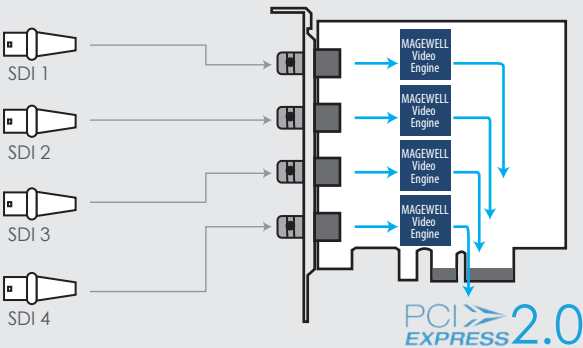 SDI 1
SDI 2
SDI 3
SDI 4
MAGEWELL
Video
Engine
MAGEWELL
Video
Engine
MAGEWELL
Video
Engine
MAGEWELL
Video
Engine
PCI
EXPRESS 2.0